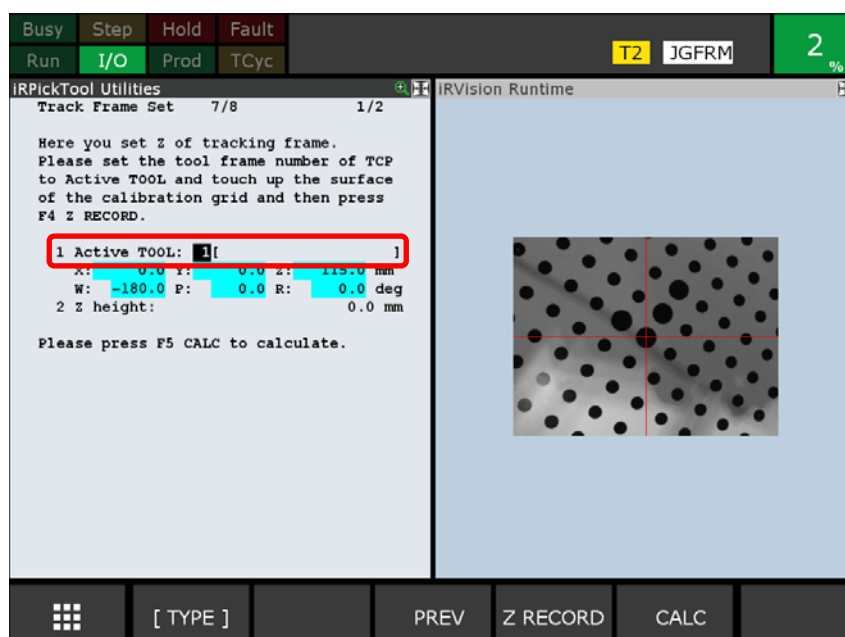 Busy Step Hold Fault
Run I/O Prod TCyc
T2 JGFRM
2 %
iRPickTool Utilities
Track Frame Set 7/8 1/2
Here you set Z of tracking frame.
Please set the tool frame number of TCP
to Active TOOL and touch up the surface
of the calibration grid and then press
F4 Z RECORD.
1 Active TOOL: 1[ ]
X: 0.0 Y: 0.0 Z: 115.0 mm
W: -180.0 P: 0.0 R: 0.0 deg
2 Z height: 0.0 mm
Please press F5 CALC to calculate.
iRVision Runtime
[ TYPE ] PREV Z RECORD CALC